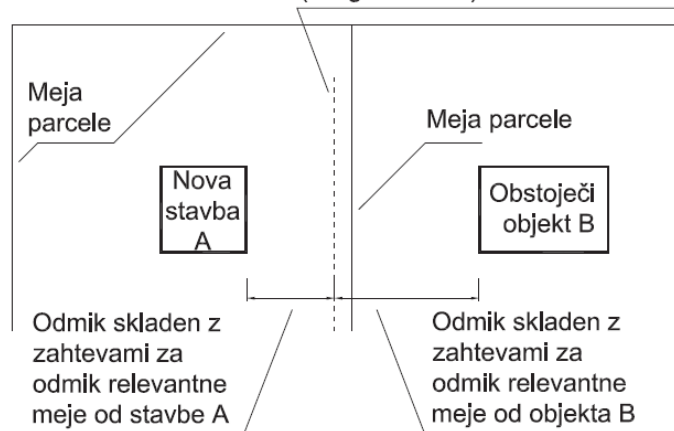 Meja
parcele
Meja parcele
Nova
stavba
A
Obstoječi
objekt B
Odmik skladen z
zahtevami za
odmik relevantne
meje od stavbe A
Odmik skladen z
zahtevami za
odmik relevantne
meje od objekta B